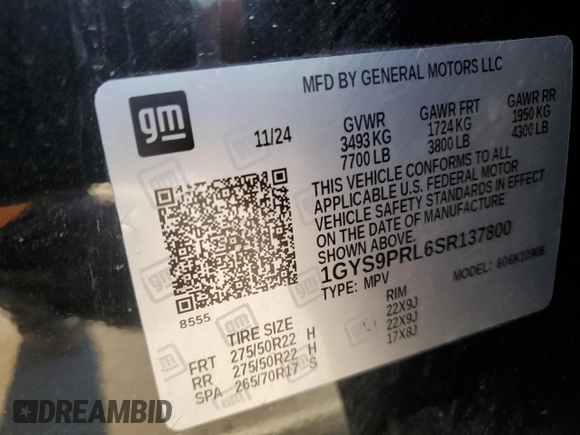 MFD BY GENERAL MOTORS LLC
gm
11/24
GVWR GAWR FRT GAWR RR
3493 KG 1724 KG 1950 KG
7700 LB 3800 LB 4300 LB
THIS VEHICLE CONFORMS TO ALL
APPLICABLE U.S. FEDERAL MOTOR
VEHICLE SAFETY STANDARDS IN EFFECT
ON THE DATE OF MANUFACTURE
SHOWN ABOVE.
1GYS9PRL6SR137800
TYPE: MPV MODEL: 6O6K10906
8555
TIRE SIZE RIM
FRT 275/50R22 H 22X9J
RR 275/50R22 H 22X9J
SPA 265/70R17 S 17X8J
DREAMBID